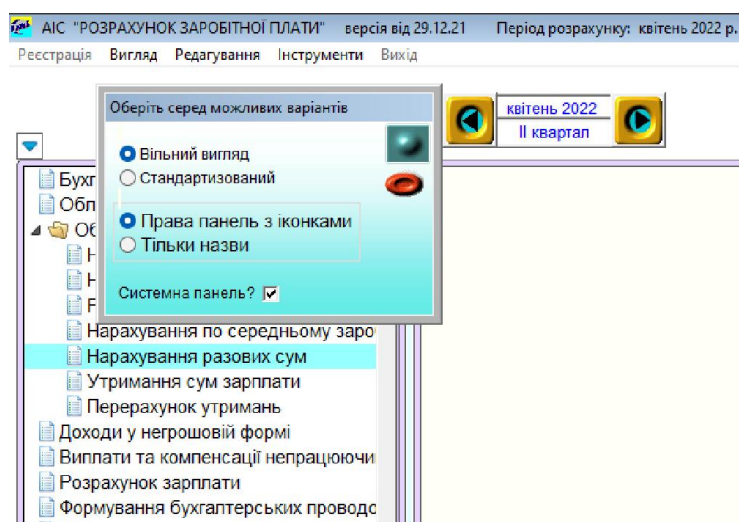 АІС "РОЗРАХУНОК ЗАРОБІТНОЇ ПЛАТИ" версія від 29.12.21 Період розрахунку: квітень 2022 р.
Реєстрація Вигляд Редагування Інструменти Вихід
Оберіть серед можливих варіантів
квітень 2022
II квартал
Вільний вигляд
Стандартизований
Права панель з іконками
Тільки назви
Системна панель?
Бухг
Обл
Об
Н
Н
Нарахування по середньому заро
Нарахування разових сум
Утримання сум зарплати
Перерахунок утримань
Доходи у негрошовій формі
Виплати та компенсації непрацюючи
Розрахунок зарплати
Формування бухгалтерських проводо